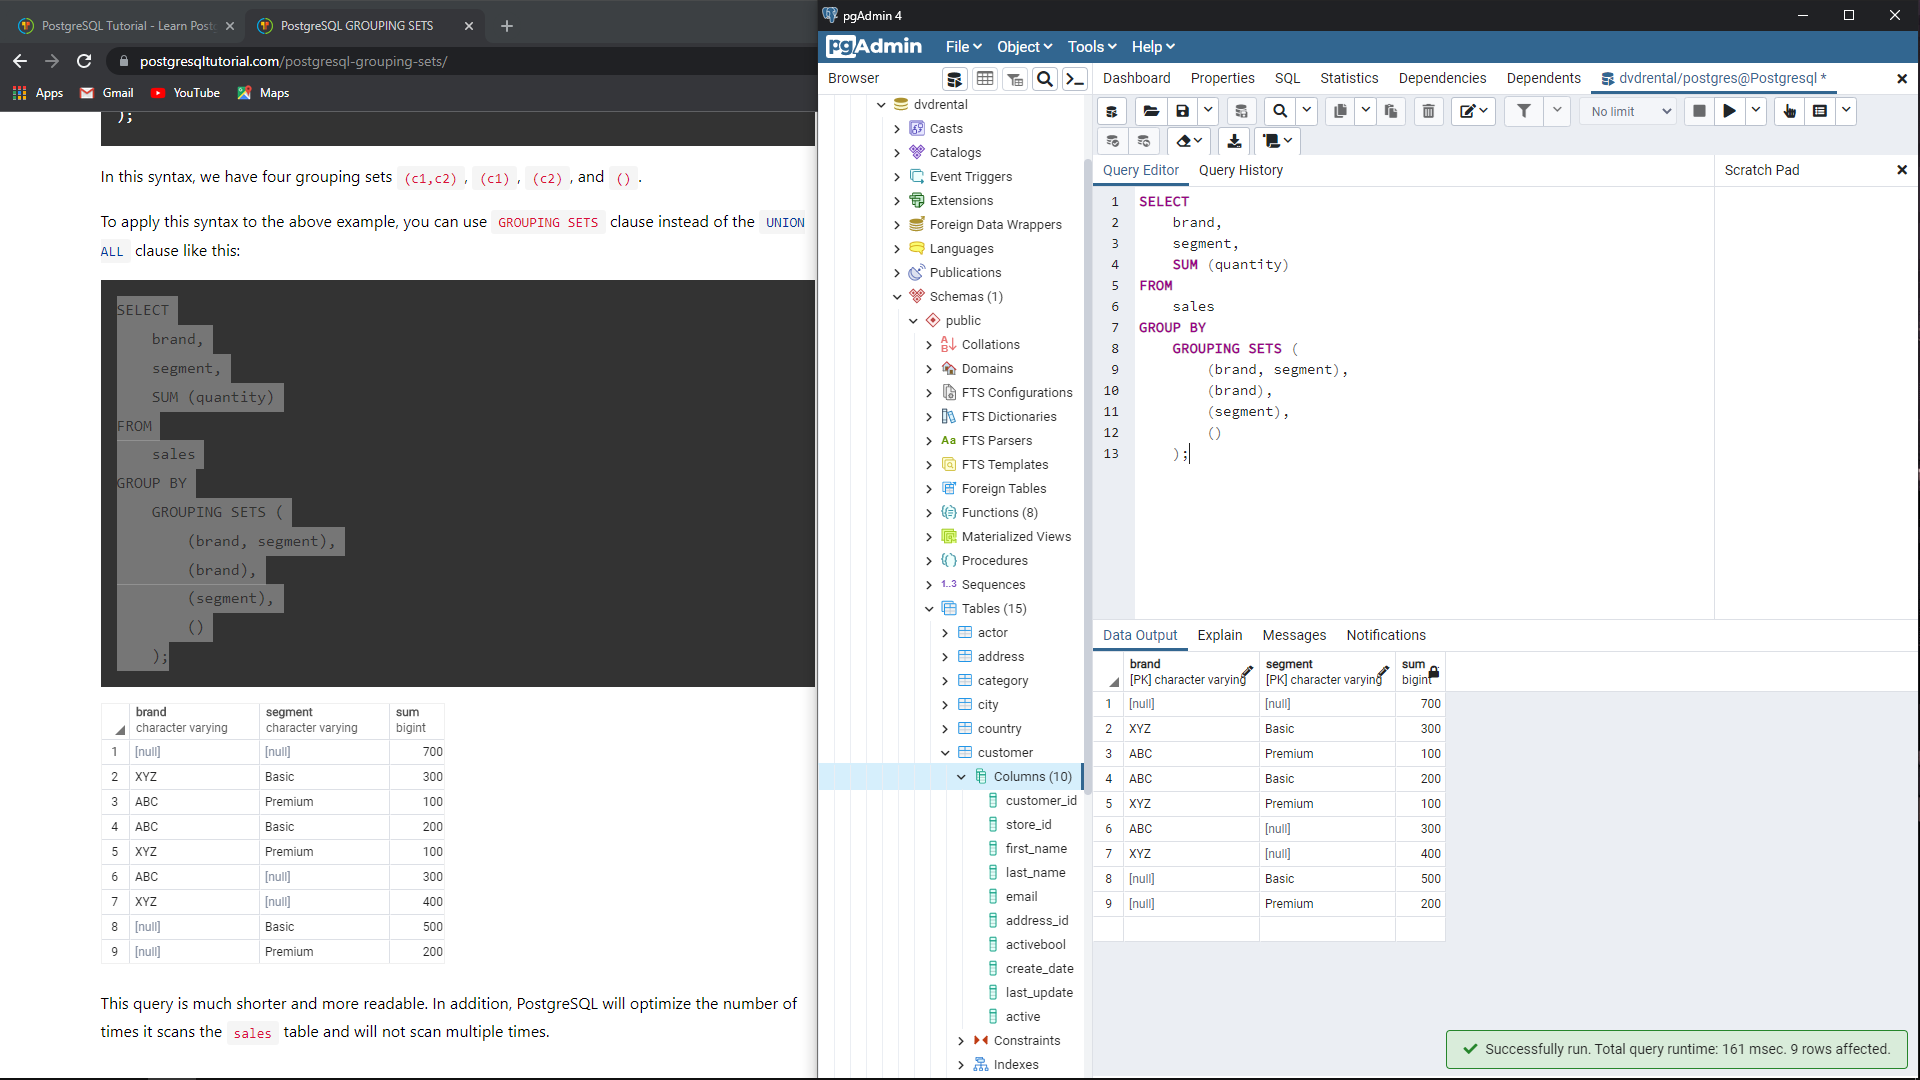 PostgreSQL Tutorial - Learn Post
PostgreSQL GROUPING SETS
postgresqltutorial.com/postgresql-grouping-sets/
Apps
Gmail
YouTube
Maps
);
In this syntax, we have four grouping sets (c1,c2) , (c1) , (c2) , and () .
To apply this syntax to the above example, you can use GROUPING SETS clause instead of the UNION
ALL clause like this:
SELECT
brand,
segment,
SUM (quantity)
FROM
sales
GROUP BY
GROUPING SETS (
(brand, segment),
(brand),
(segment),
()
);
brand segment sum
character varying character varying bigint
1 [null] [null] 700
2 XYZ Basic 300
3 ABC Premium 100
4 ABC Basic 200
5 XYZ Premium 100
6 ABC [null] 300
7 XYZ [null] 400
8 [null] Basic 500
9 [null] Premium 200
This query is much shorter and more readable. In addition, PostgreSQL will optimize the number of
times it scans the sales table and will not scan multiple times.
pgAdmin 4
pgAdmin
File
Object
Tools
Help
Browser
dvdrental
Casts
Catalogs
Event Triggers
Extensions
Foreign Data Wrappers
Languages
Publications
Schemas (1)
public
Collations
Domains
FTS Configurations
FTS Dictionaries
Aa FTS Parsers
FTS Templates
Foreign Tables
Functions (8)
Materialized Views
Procedures
1..3 Sequences
Tables (15)
actor
address
category
city
country
customer
Columns (10)
customer_id
store_id
first_name
last_name
email
address_id
activebool
create_date
last_update
active
Constraints
Indexes
Dashboard
Properties
SQL
Statistics
Dependencies
Dependents
dvdrental/postgres@Postgresql *
No limit
Query Editor
Query History
Scratch Pad
1 SELECT
2 brand,
3 segment,
4 SUM (quantity)
5 FROM
6 sales
7 GROUP BY
8 GROUPING SETS (
9 (brand, segment),
10 (brand),
11 (segment),
12 ()
13 );
Data Output
Explain
Messages
Notifications
brand segment sum
[PK] character varying [PK] character varying bigint
1 [null] [null] 700
2 XYZ Basic 300
3 ABC Premium 100
4 ABC Basic 200
5 XYZ Premium 100
6 ABC [null] 300
7 XYZ [null] 400
8 [null] Basic 500
9 [null] Premium 200
Successfully run. Total query runtime: 161 msec. 9 rows affected.